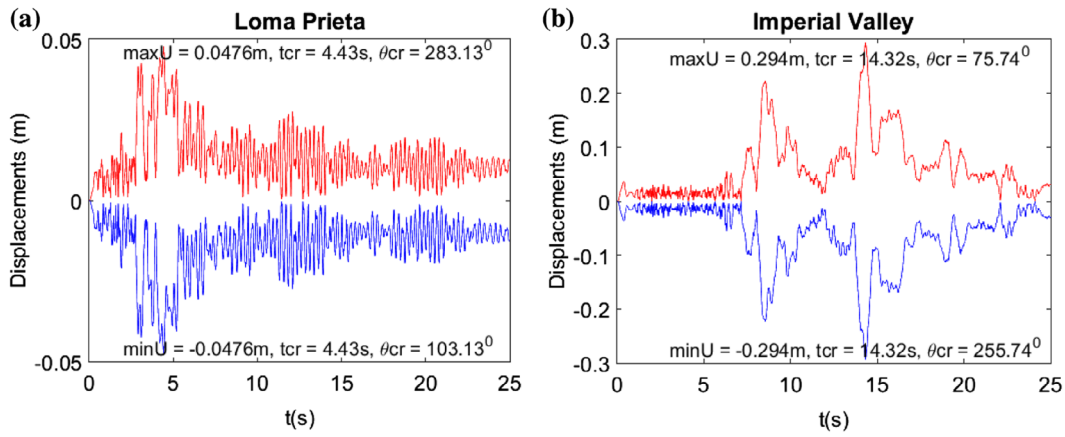 (a)
Loma Prieta
maxU = 0.0476m, tcr = 4.43s, θcr = 283.13⁰
0.05
0
-0.05
Displacements (m)
minU = -0.0476m, tcr = 4.43s, θcr = 103.13⁰
0 5 10 15 20 25
t(s)
(b)
Imperial Valley
maxU = 0.294m, tcr = 14.32s, θcr = 75.74⁰
0.3
0.2
0.1
0
-0.1
-0.2
-0.3
Displacements (m)
minU = -0.294m, tcr = 14.32s, θcr = 255.74⁰
0 5 10 15 20 25
t(s)